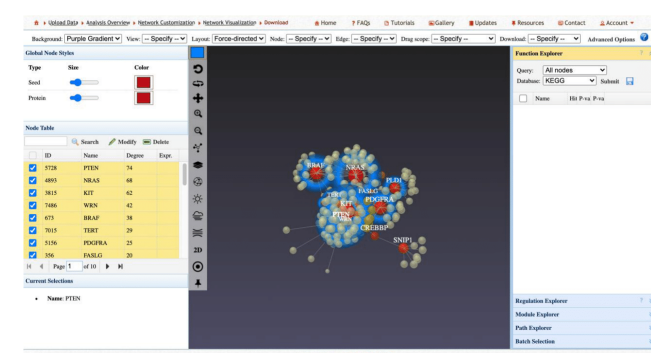 Upload Data Analysis Overview Network Customization Network Visualization Download Home ? FAQs Tutorials Gallery Updates Resources Contact Account
Background: Purple Gradient View: -- Specify -- Layout: Force-directed Node: -- Specify -- Edge: -- Specify -- Drag scope: -- Specify -- Download: -- Specify -- Advanced Options
Global Node Styles
Type Size Color
Seed
Protein
Node Table
Search Modify Delete
ID Name Degree Expr.
5728 PTEN 74
4893 NRAS 68
3815 KIT 62
7486 WRN 42
673 BRAF 38
7015 TERT 29
5156 PDGFRA 25
356 FASLG 20
Page 1 of 10
Current Selections
Name: PTEN
2D
BRAF
NRAS
PLD1
FASLG
TERT
PDGFRA
KIT
PTEN
CREBBP
SNIP1
Function Explorer ?
Query: All nodes
Database: KEGG Submit
Name Hit P-va P-va
Regulation Explorer ?
Module Explorer
Path Explorer
Batch Selection